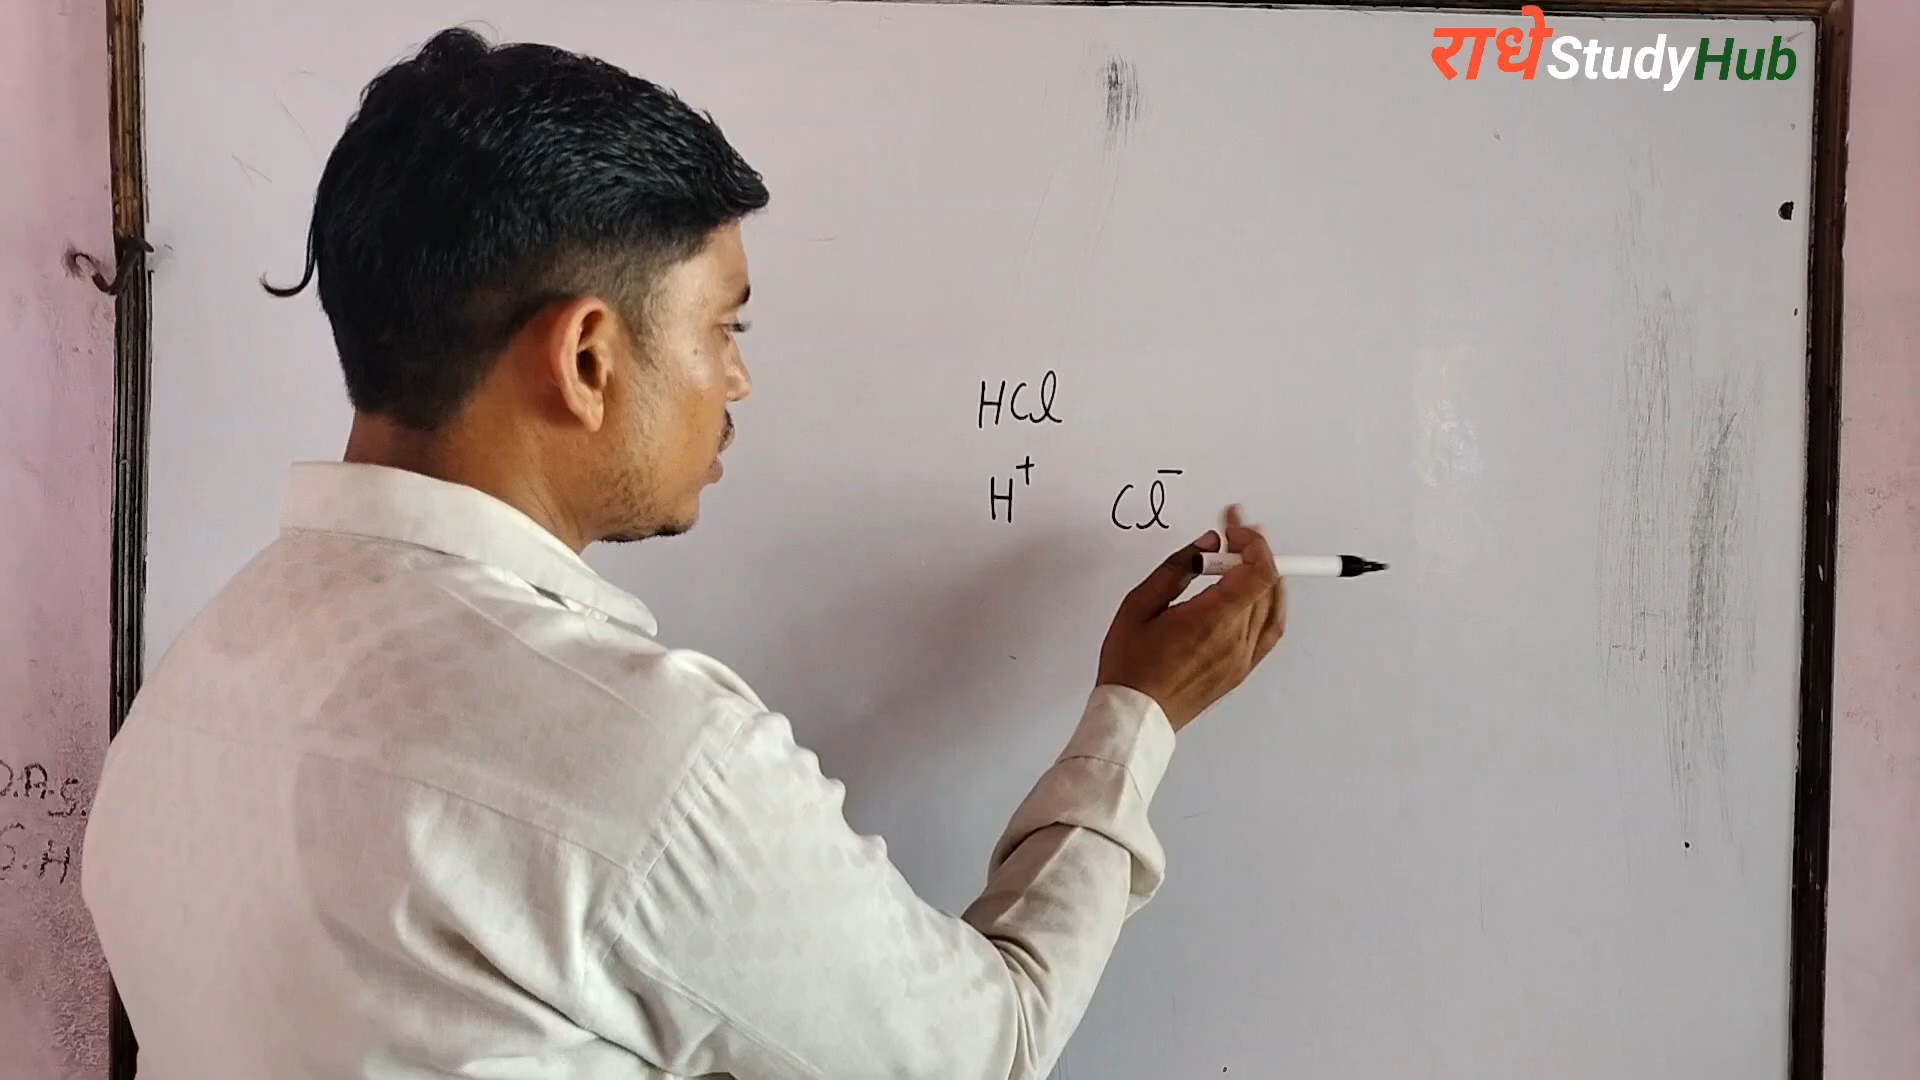 राधे StudyHub
HCl
H⁺ Cl⁻
D.A.S.
S.H